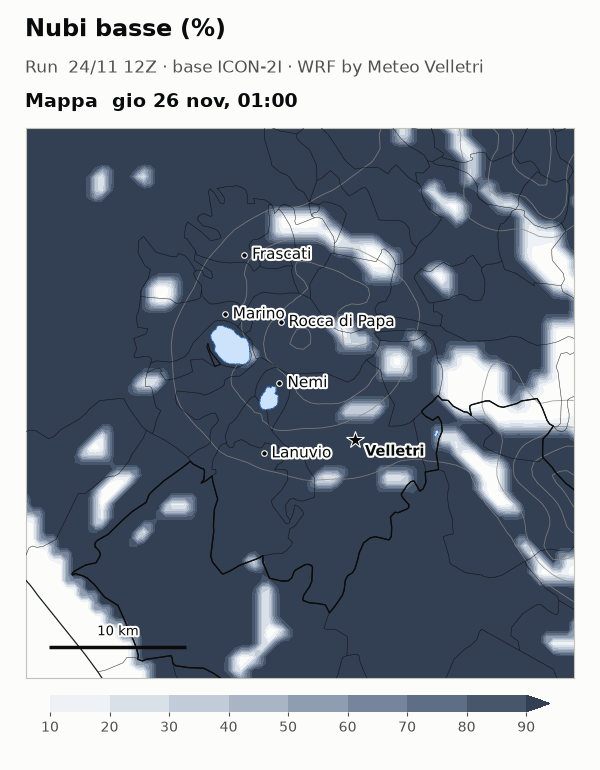 Nubi basse (%)
Run 24/11 12Z · base ICON-2I · WRF by Meteo Velletri
Mappa gio 26 nov, 01:00
Frascati
Marino
Rocca di Papa
Nemi
Velletri
Lanuvio
10 km
10 20 30 40 50 60 70 80 90